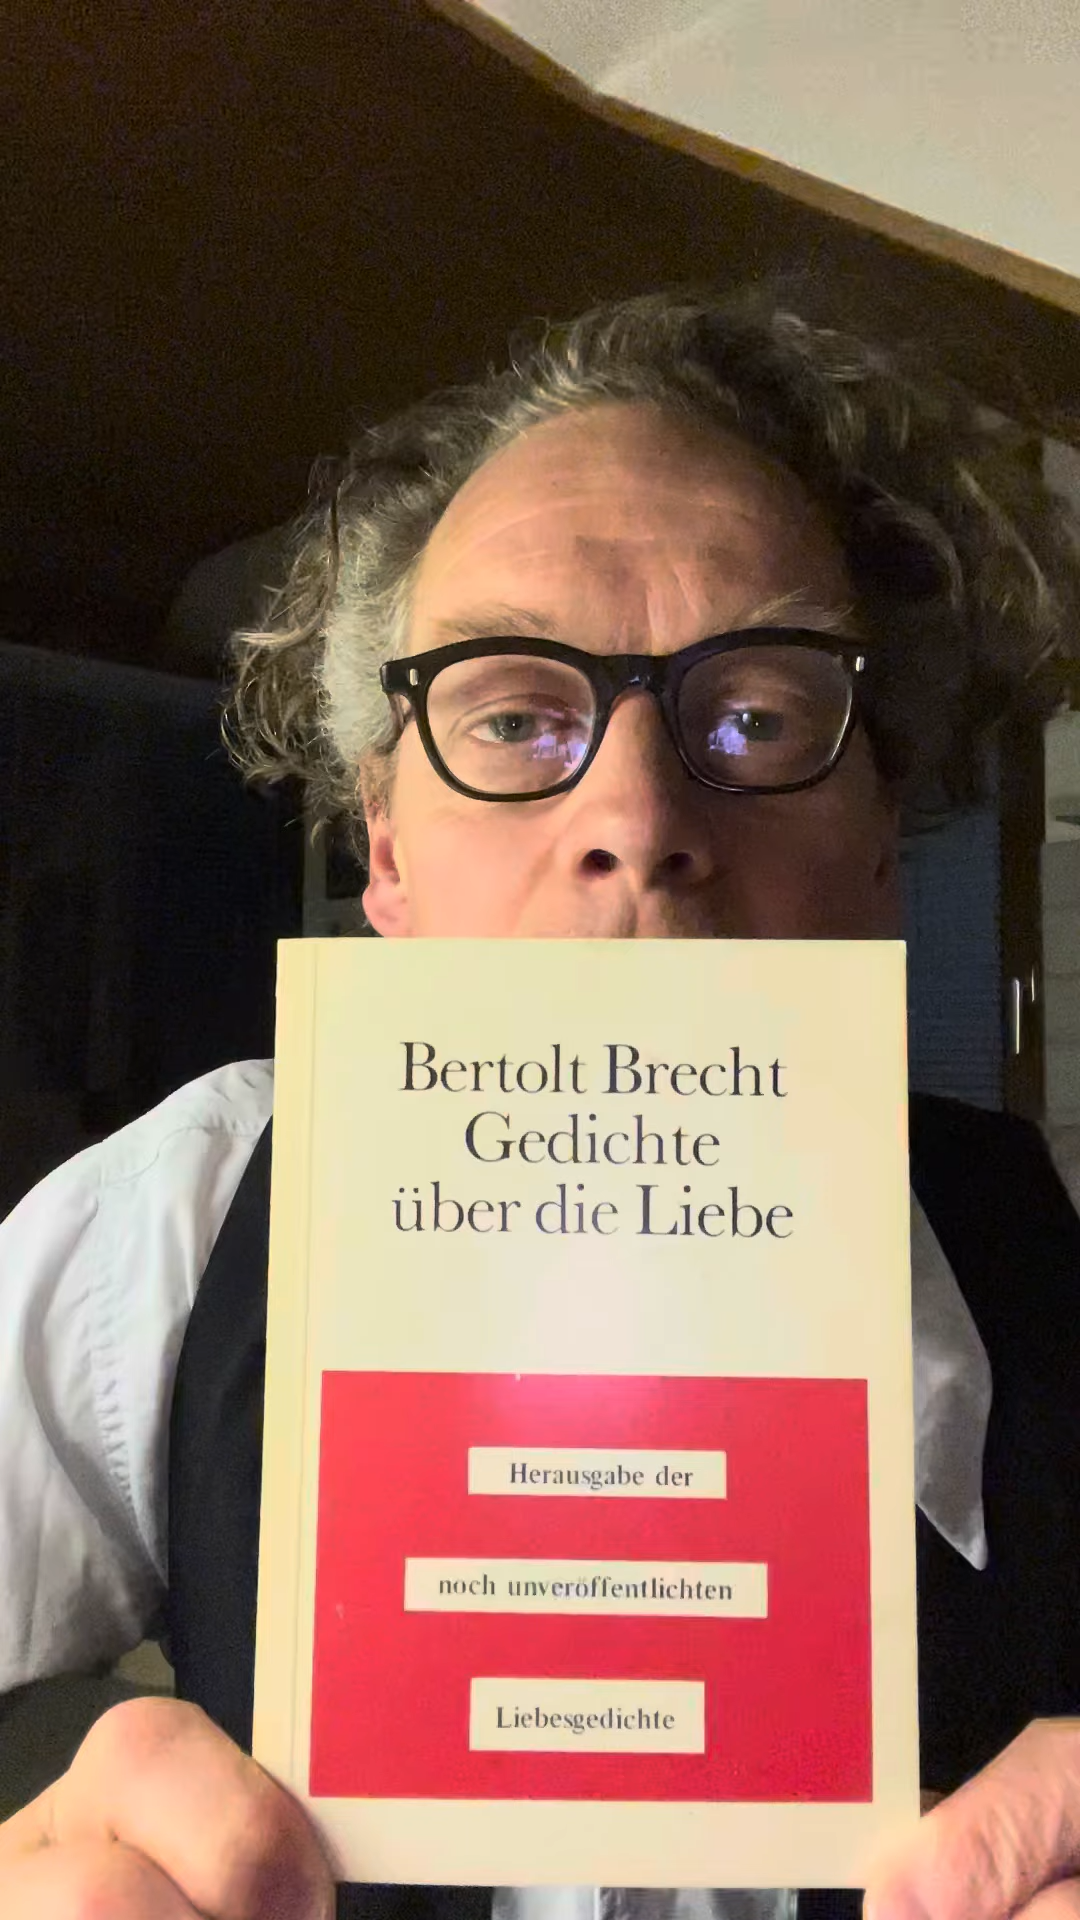 Bertolt Brecht
Gedichte
über die Liebe
Herausgabe der
noch unveröffentlichten
Liebesgedichte